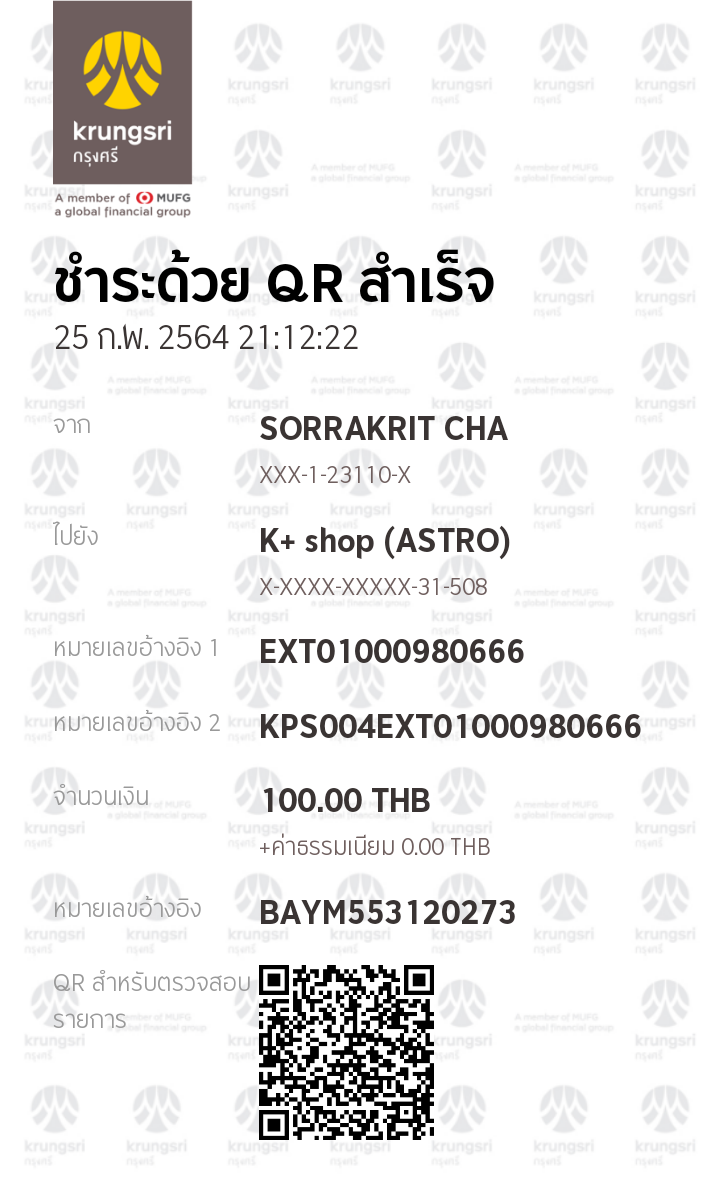 krungsri
กรุงศรี
A member of MUFG
a global financial group
ชำระด้วย QR สำเร็จ
25 ก.พ. 2564 21:12:22
จาก
SORRAKRIT CHA
XXX-1-23110-X
ไปยัง
K+ shop (ASTRO)
X-XXXX-XXXXX-31-508
หมายเลขอ้างอิง 1
EXT01000980666
หมายเลขอ้างอิง 2
KPS004EXT01000980666
จำนวนเงิน
100.00 THB
+ค่าธรรมเนียม 0.00 THB
หมายเลขอ้างอิง
BAYM553120273
QR สำหรับตรวจสอบ
รายการ